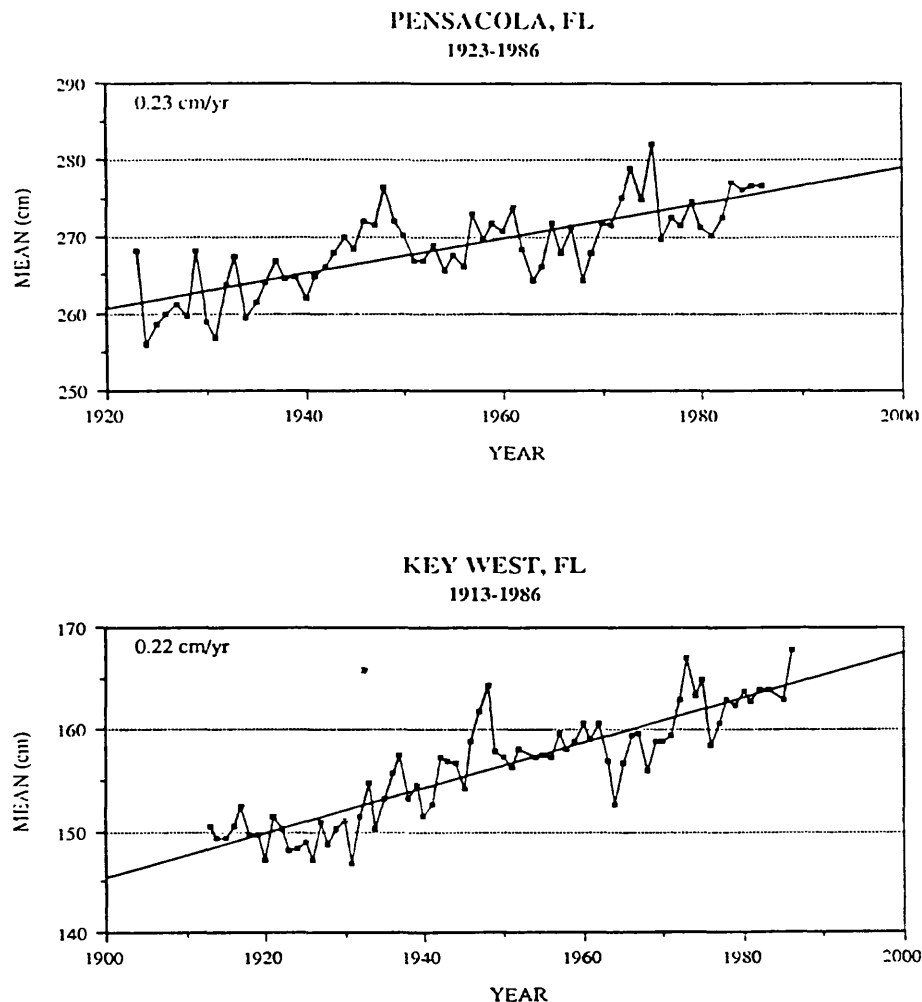 PENSACOLA, FL
1923-1986
0.23 cm/yr
290
280
270
260
250
MEAN (cm)
1920 1940 1960 1980 2000
YEAR
KEY WEST, FL
1913-1986
0.22 cm/yr
170
160
150
140
MEAN (cm)
1900 1920 1940 1960 1980 2000
YEAR